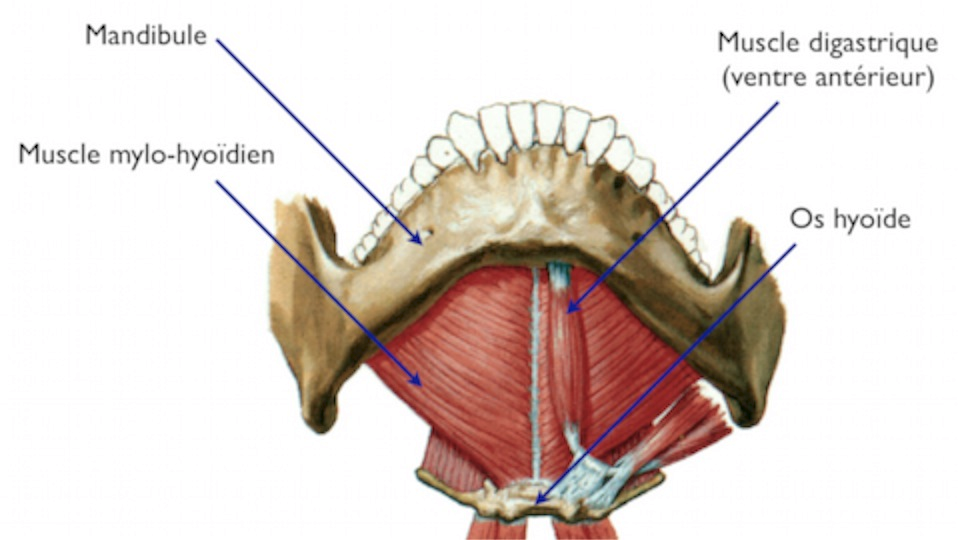 Mandibule
Muscle digastrique
(ventre antérieur)
Muscle mylo-hyoïdien
Os hyoïde